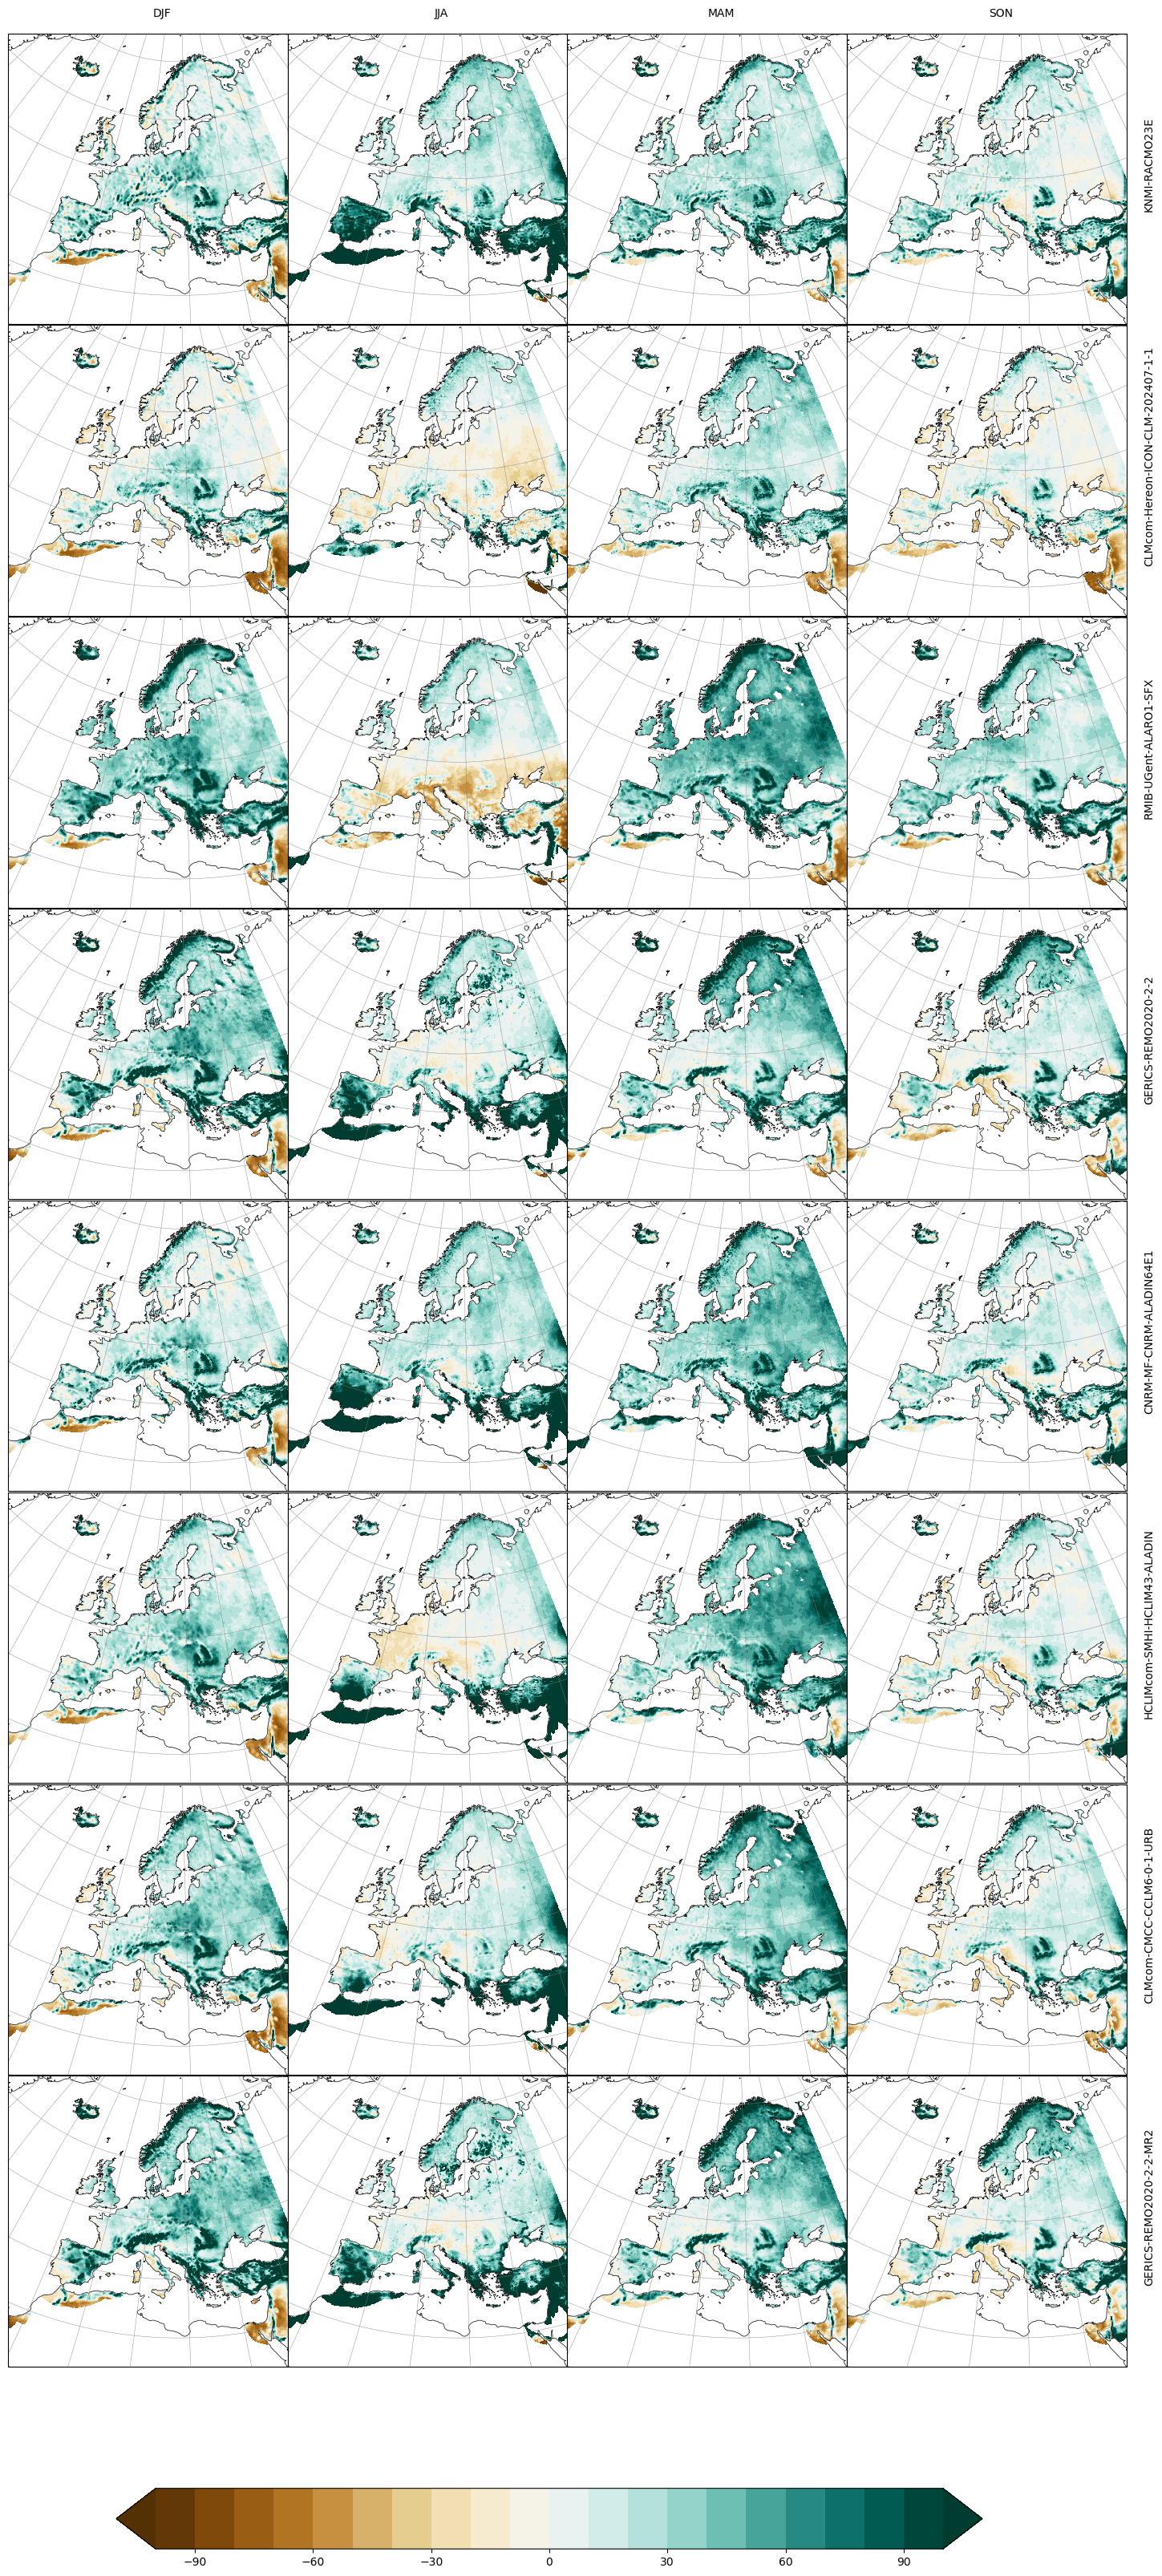 DJF JJA MAM SON
KNMI-RACMO23E
CLMcom-Hereon-ICON-CLM-202407-1-1
RMIB-UGent-ALARO1-SFX
GERICS-REMO2020-2-2
CNRM-MF-CNRM-ALADIN64E1
HCLIMcom-SMHI-HCLIM43-ALADIN
CLMcom-CMCC-CCLM6-0-1-URB
GERICS-REMO2020-2-2-MR2
−90 −60 −30 0 30 60 90